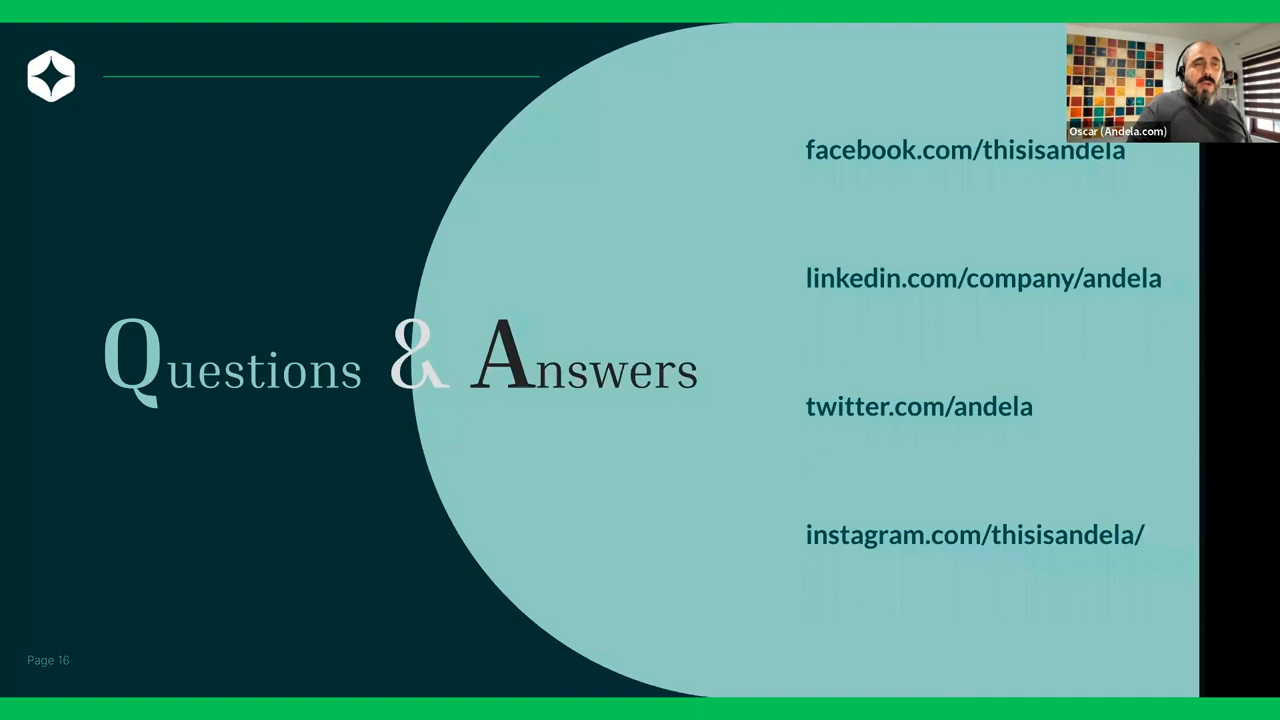 Oscar (Andela.com)
facebook.com/thisisandela
linkedin.com/company/andela
Questions & Answers
twitter.com/andela
instagram.com/thisisandela/
Page 16